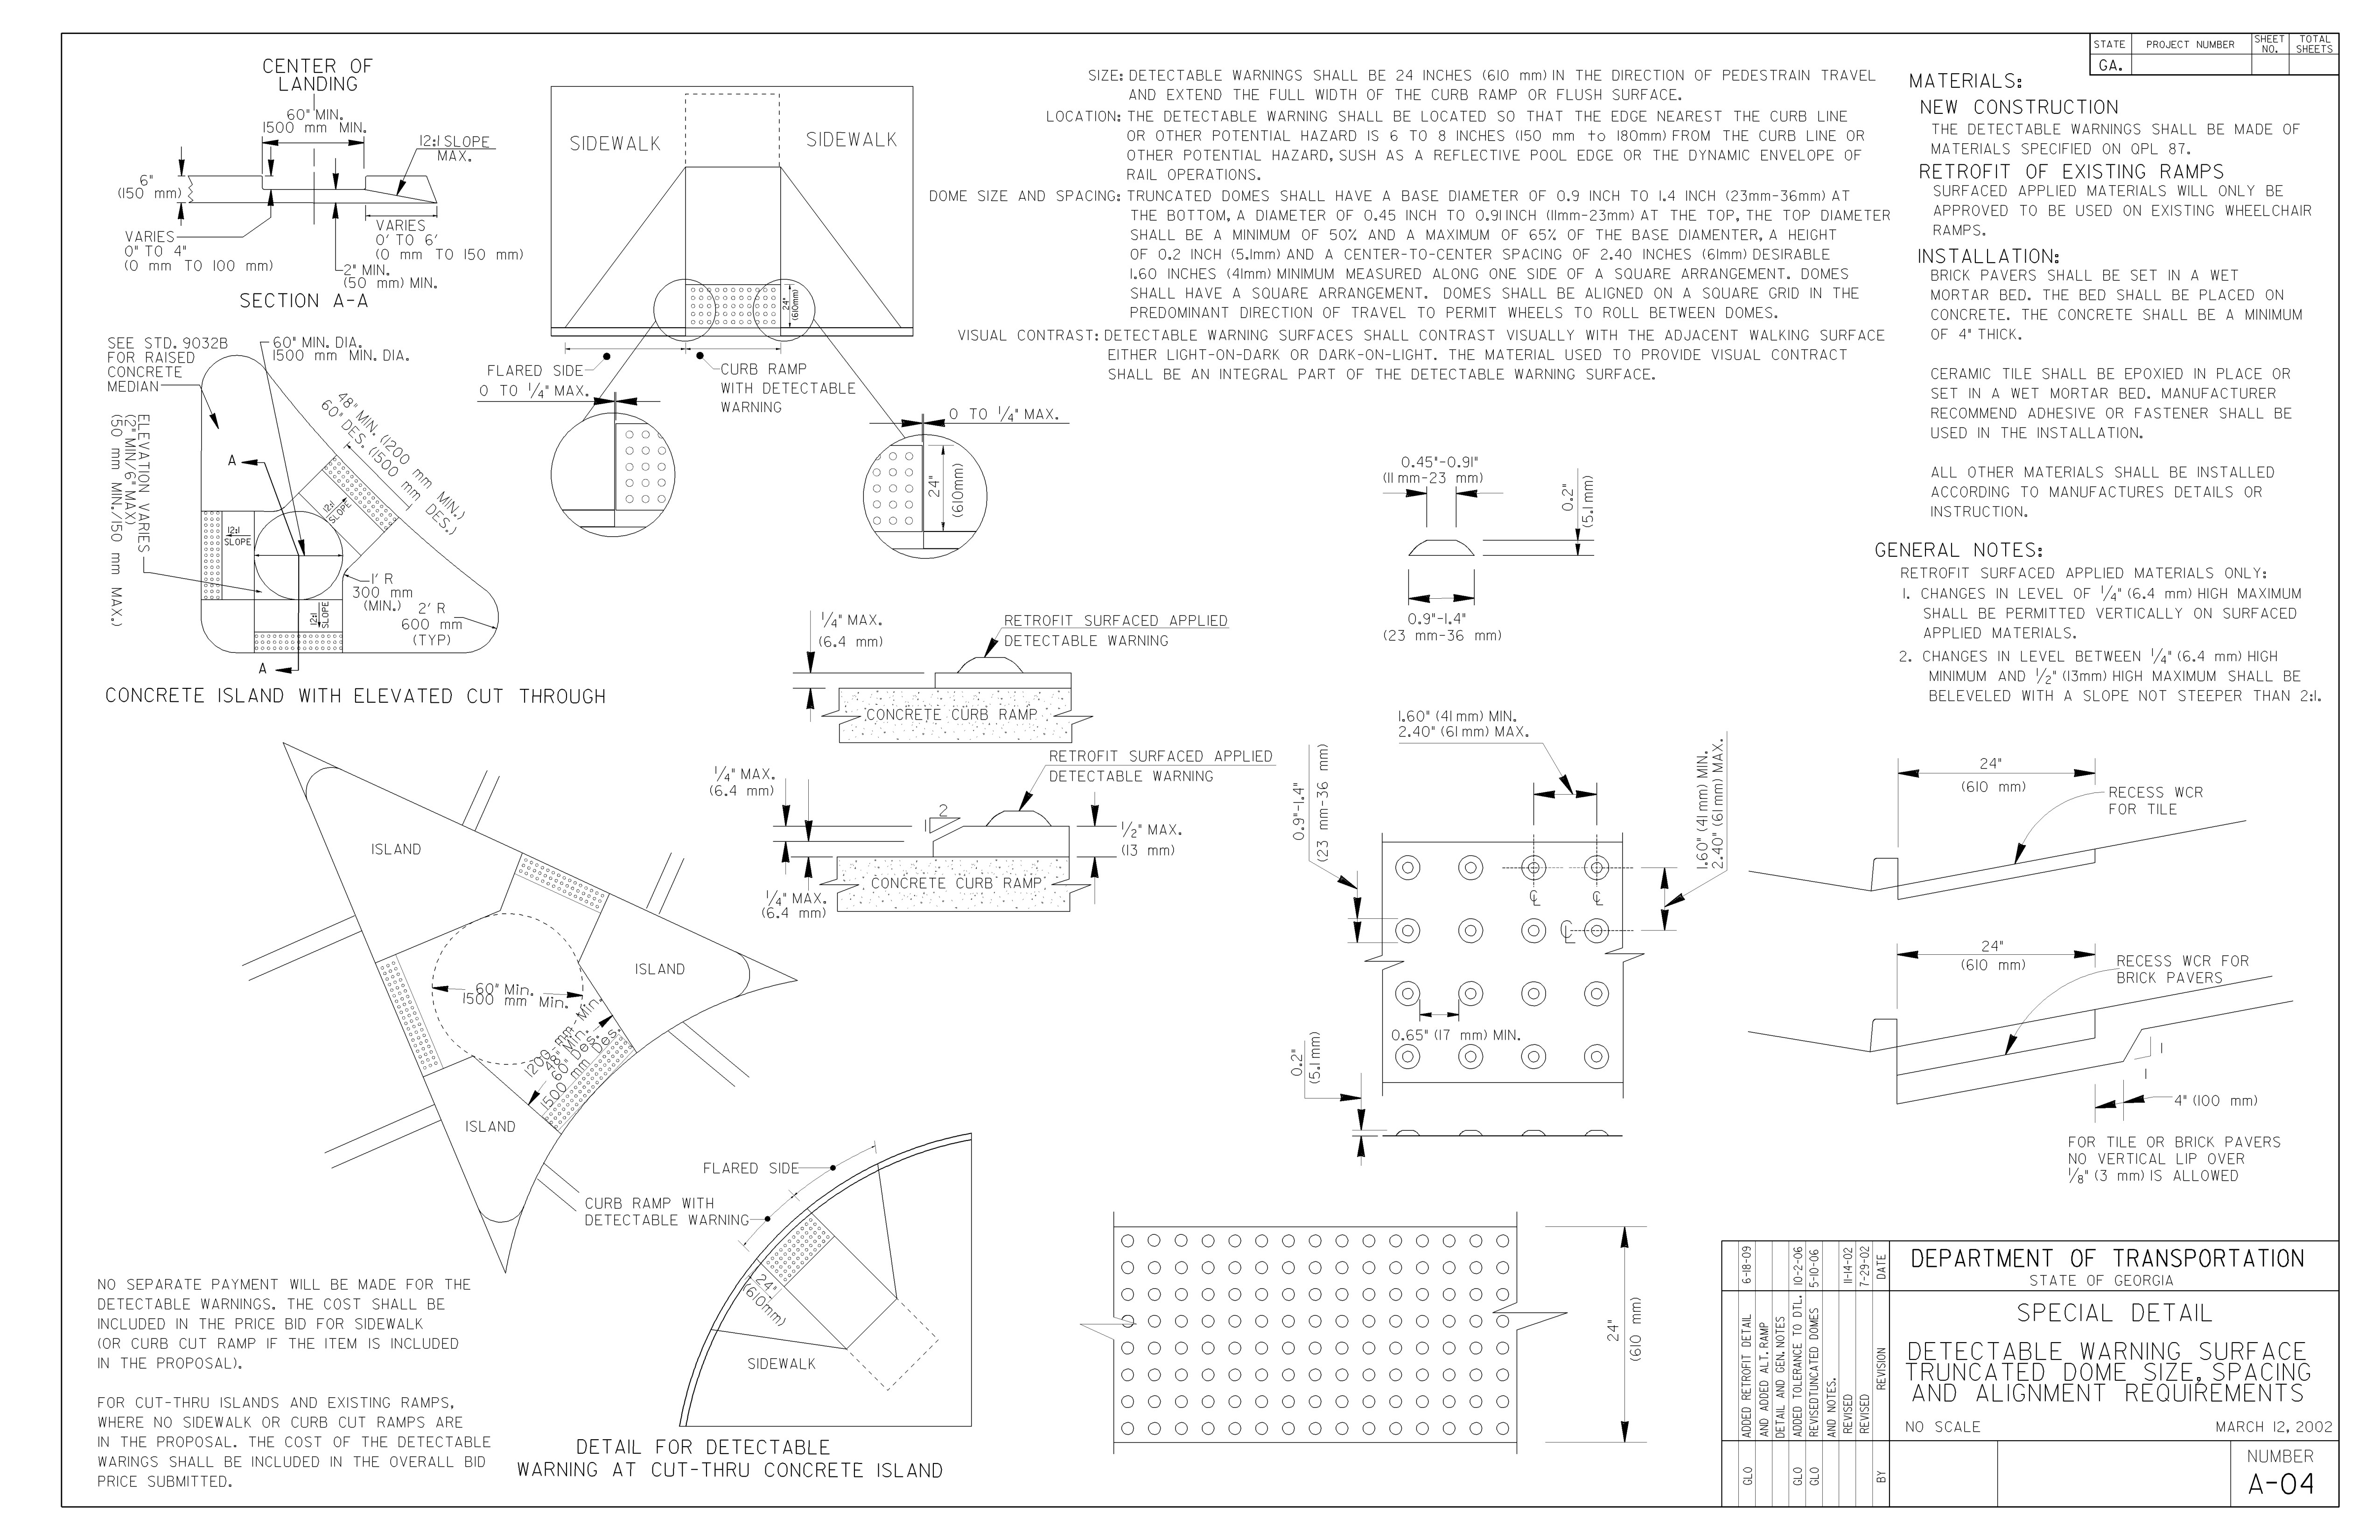 STATE
PROJECT NUMBER
SHEET NO.
TOTAL SHEETS
GA.
CENTER OF
LANDING
60" MIN.
1500 mm MIN.
12:1 SLOPE
MAX.
6"
(150 mm)
VARIES
0" TO 4"
(0 mm TO 100 mm)
VARIES
0' TO 6'
(0 mm TO 150 mm)
2" MIN.
(50 mm) MIN.
SECTION A-A
SIDEWALK
SIDEWALK
24"
(610mm)
FLARED SIDE
0 TO 1/4" MAX.
CURB RAMP
WITH DETECTABLE
WARNING
0 TO 1/4" MAX.
24"
(610mm)
SIZE: DETECTABLE WARNINGS SHALL BE 24 INCHES (610 mm) IN THE DIRECTION OF PEDESTRAIN TRAVEL
AND EXTEND THE FULL WIDTH OF THE CURB RAMP OR FLUSH SURFACE.
LOCATION: THE DETECTABLE WARNING SHALL BE LOCATED SO THAT THE EDGE NEAREST THE CURB LINE
OR OTHER POTENTIAL HAZARD IS 6 TO 8 INCHES (150 mm to 180mm) FROM THE CURB LINE OR
OTHER POTENTIAL HAZARD, SUSH AS A REFLECTIVE POOL EDGE OR THE DYNAMIC ENVELOPE OF
RAIL OPERATIONS.
DOME SIZE AND SPACING: TRUNCATED DOMES SHALL HAVE A BASE DIAMETER OF 0.9 INCH TO 1.4 INCH (23mm-36mm) AT
THE BOTTOM, A DIAMETER OF 0.45 INCH TO 0.91 INCH (11mm-23mm) AT THE TOP, THE TOP DIAMETER
SHALL BE A MINIMUM OF 50% AND A MAXIMUM OF 65% OF THE BASE DIAMENTER, A HEIGHT
OF 0.2 INCH (5.1mm) AND A CENTER-TO-CENTER SPACING OF 2.40 INCHES (61mm) DESIRABLE
1.60 INCHES (41mm) MINIMUM MEASURED ALONG ONE SIDE OF A SQUARE ARRANGEMENT. DOMES
SHALL HAVE A SQUARE ARRANGEMENT. DOMES SHALL BE ALIGNED ON A SQUARE GRID IN THE
PREDOMINANT DIRECTION OF TRAVEL TO PERMIT WHEELS TO ROLL BETWEEN DOMES.
VISUAL CONTRAST: DETECTABLE WARNING SURFACES SHALL CONTRAST VISUALLY WITH THE ADJACENT WALKING SURFACE
EITHER LIGHT-ON-DARK OR DARK-ON-LIGHT. THE MATERIAL USED TO PROVIDE VISUAL CONTRACT
SHALL BE AN INTEGRAL PART OF THE DETECTABLE WARNING SURFACE.
MATERIALS:
NEW CONSTRUCTION
THE DETECTABLE WARNINGS SHALL BE MADE OF
MATERIALS SPECIFIED ON QPL 87.
RETROFIT OF EXISTING RAMPS
SURFACED APPLIED MATERIALS WILL ONLY BE
APPROVED TO BE USED ON EXISTING WHEELCHAIR
RAMPS.
INSTALLATION:
BRICK PAVERS SHALL BE SET IN A WET
MORTAR BED. THE BED SHALL BE PLACED ON
CONCRETE. THE CONCRETE SHALL BE A MINIMUM
OF 4" THICK.
CERAMIC TILE SHALL BE EPOXIED IN PLACE OR
SET IN A WET MORTAR BED. MANUFACTURER
RECOMMEND ADHESIVE OR FASTENER SHALL BE
USED IN THE INSTALLATION.
ALL OTHER MATERIALS SHALL BE INSTALLED
ACCORDING TO MANUFACTURES DETAILS OR
INSTRUCTION.
GENERAL NOTES:
RETROFIT SURFACED APPLIED MATERIALS ONLY:
1. CHANGES IN LEVEL OF 1/4" (6.4 mm) HIGH MAXIMUM
SHALL BE PERMITTED VERTICALLY ON SURFACED
APPLIED MATERIALS.
2. CHANGES IN LEVEL BETWEEN 1/4" (6.4 mm) HIGH
MINIMUM AND 1/2" (13mm) HIGH MAXIMUM SHALL BE
BELEVELED WITH A SLOPE NOT STEEPER THAN 2:1.
SEE STD. 9032B
FOR RAISED
CONCRETE
MEDIAN
60" MIN. DIA.
1500 mm MIN. DIA.
48" MIN. (1200 mm MIN.)
60" DES. (1500 mm DES.)
ELEVATION VARIES
(2" MIN/6" MAX)
(50 mm MIN./150 mm MAX.)
A
12:1
SLOPE
12:1
SLOPE
12:1
SLOPE
1' R
300 mm
(MIN.)
2' R
600 mm
(TYP)
A
CONCRETE ISLAND WITH ELEVATED CUT THROUGH
0.45"-0.91"
(11 mm-23 mm)
0.2"
(5.1 mm)
0.9"-1.4"
(23 mm-36 mm)
1/4" MAX.
(6.4 mm)
RETROFIT SURFACED APPLIED
DETECTABLE WARNING
CONCRETE CURB RAMP
1/4" MAX.
(6.4 mm)
RETROFIT SURFACED APPLIED
DETECTABLE WARNING
2
1
1/2" MAX.
(13 mm)
CONCRETE CURB RAMP
1/4" MAX.
(6.4 mm)
1.60" (41 mm) MIN.
2.40" (61 mm) MAX.
0.9"-1.4"
(23 mm-36 mm)
1.60" (41 mm) MIN.
2.40" (61 mm) MAX.
CL
CL
CL
0.65" (17 mm) MIN.
0.2"
(5.1 mm)
24"
(610 mm)
RECESS WCR
FOR TILE
24"
(610 mm)
RECESS WCR FOR
BRICK PAVERS
1
1
4" (100 mm)
FOR TILE OR BRICK PAVERS
NO VERTICAL LIP OVER
1/8" (3 mm) IS ALLOWED
ISLAND
ISLAND
ISLAND
60" Min.
1500 mm Min.
1200-mm-Min.
48" Min.
60" Des.
1500 mm Des.
FLARED SIDE
CURB RAMP WITH
DETECTABLE WARNING
24"
(610mm)
SIDEWALK
DETAIL FOR DETECTABLE
WARNING AT CUT-THRU CONCRETE ISLAND
24"
(610 mm)
NO SEPARATE PAYMENT WILL BE MADE FOR THE
DETECTABLE WARNINGS. THE COST SHALL BE
INCLUDED IN THE PRICE BID FOR SIDEWALK
(OR CURB CUT RAMP IF THE ITEM IS INCLUDED
IN THE PROPOSAL).
FOR CUT-THRU ISLANDS AND EXISTING RAMPS,
WHERE NO SIDEWALK OR CURB CUT RAMPS ARE
IN THE PROPOSAL. THE COST OF THE DETECTABLE
WARINGS SHALL BE INCLUDED IN THE OVERALL BID
PRICE SUBMITTED.
GLO ADDED RETROFIT DETAIL 6-18-09
AND ADDED ALT. RAMP
DETAIL AND GEN. NOTES
GLO ADDED TOLERANCE TO DTL. 10-2-06
GLO REVISEDTUNCATED DOMES 5-10-06
AND NOTES.
REVISED 11-14-02
REVISED 7-29-02
BY REVISION DATE
DEPARTMENT OF TRANSPORTATION
STATE OF GEORGIA
SPECIAL DETAIL
DETECTABLE WARNING SURFACE
TRUNCATED DOME SIZE, SPACING
AND ALIGNMENT REQUIREMENTS
NO SCALE
MARCH 12, 2002
NUMBER
A-04